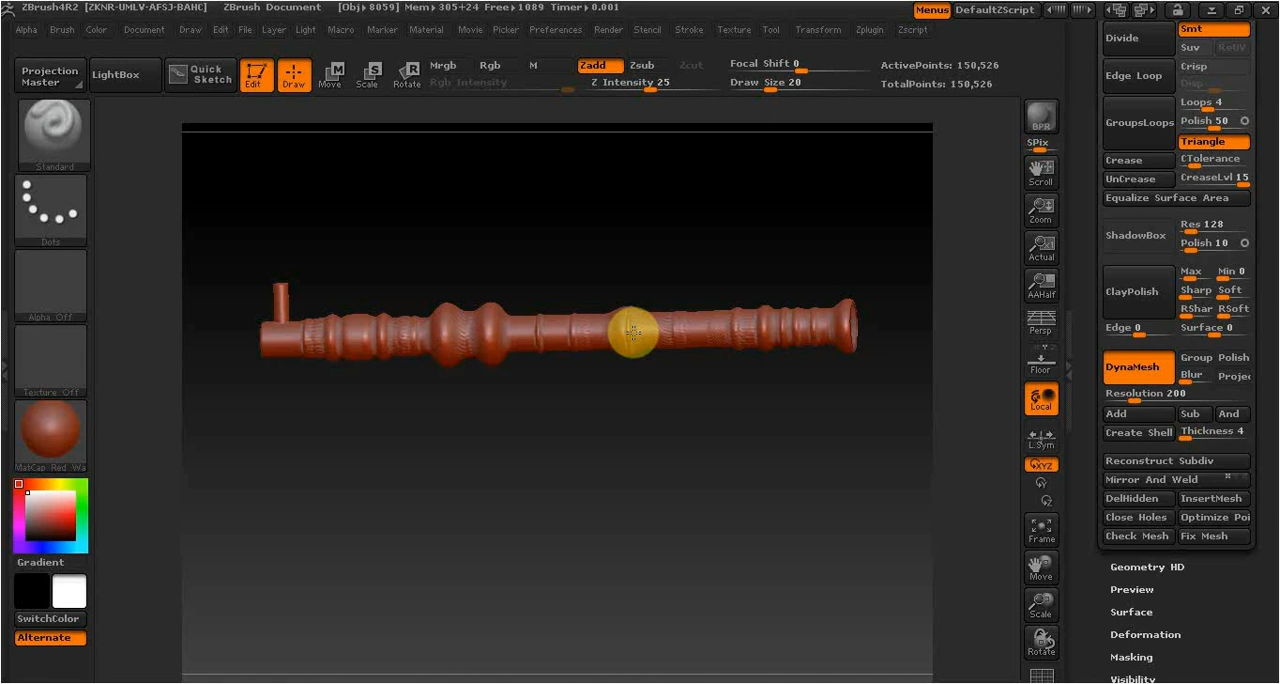 ZBrush4R2 [ZKNR-UMLV-AFSJ-BAHC] ZBrush Document [Obj▸8059] Mem▸305+24 Free▸1089 Timer▸0.001 Menus DefaultZScript
Alpha Brush Color Document Draw Edit File Layer Light Macro Marker Material Movie Picker Preferences Render Stencil Stroke Texture Tool Transform Zplugin Zscript
Projection Master
LightBox
Quick Sketch
Edit
Draw
Move
Scale
Rotate
Mrgb Rgb M Zadd Zsub Zcut
Rgb Intensity Z Intensity 25
Focal Shift 0
Draw Size 20
ActivePoints: 150,526
TotalPoints: 150,526
Standard
Dots
Alpha Off
Texture Off
MatCap Red Wa
Gradient
SwitchColor
Alternate
BPR
SPix
Scroll
Zoom
Actual
AAHalf
Persp
Floor
Local
L.Sym
XYZ
Y
Z
Frame
Move
Scale
Rotate
Divide Smt
Suv ReUV
Edge Loop Crisp
Disp
GroupsLoops Loops 4
Polish 50
Triangle
Crease CTolerance
UnCrease CreaseLvl 15
Equalize Surface Area
ShadowBox Res 128
Polish 10
ClayPolish Max Min 0
Sharp Soft
RShar RSoft
Edge 0 Surface 0
DynaMesh Group Polish
Blur Projec
Resolution 200
Add Sub And
Create Shell Thickness 4
Reconstruct Subdiv
Mirror And Weld
DelHidden InsertMesh
Close Holes Optimize Poi
Check Mesh Fix Mesh
Geometry HD
Preview
Surface
Deformation
Masking
Visibility